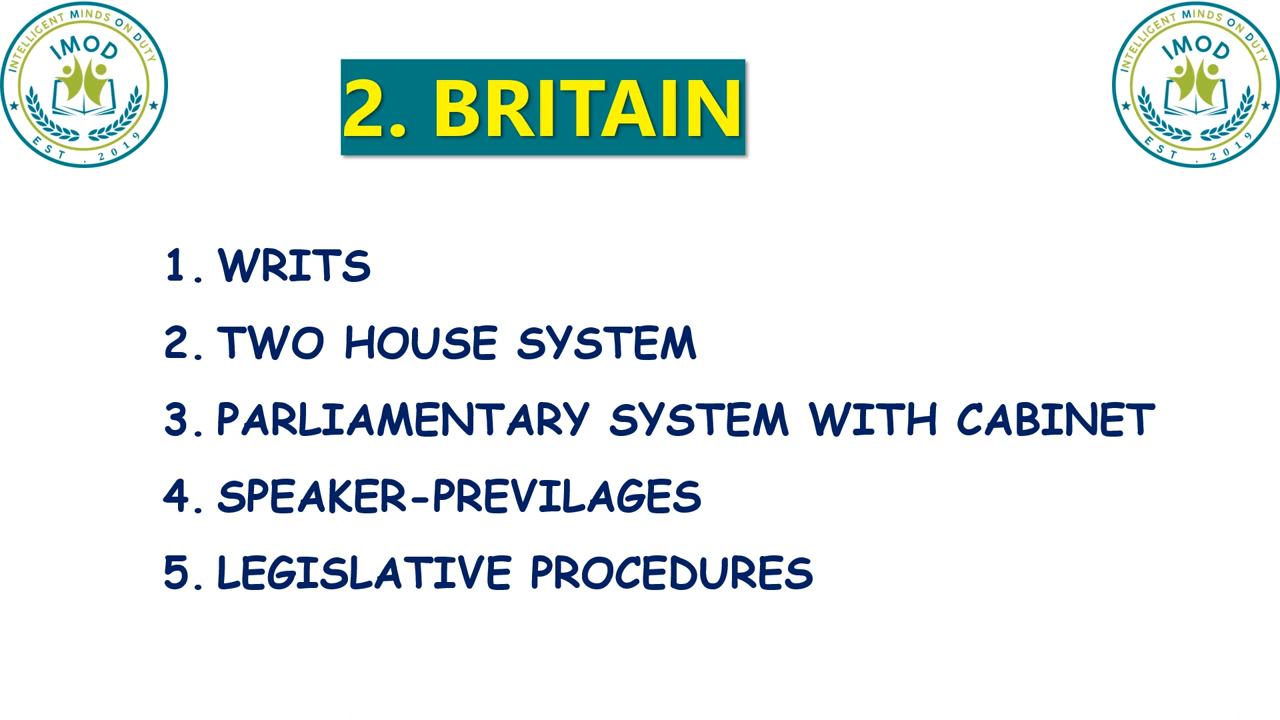 INTELLIGENT MINDS ON DUTY
IMOD
EST. 2019
INTELLIGENT MINDS ON DUTY
IMOD
EST. 2019
2. BRITAIN
1. WRITS
2. TWO HOUSE SYSTEM
3. PARLIAMENTARY SYSTEM WITH CABINET
4. SPEAKER-PREVILAGES
5. LEGISLATIVE PROCEDURES